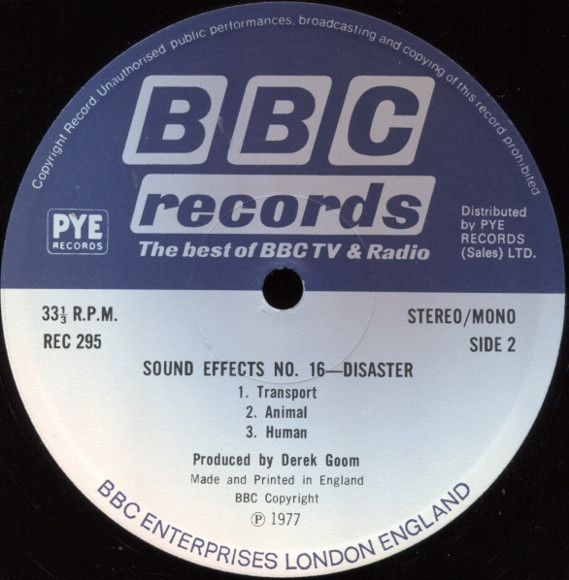 Copyright Record. Unauthorised public performances, broadcasting and copying of this record prohibited
BBC
records
The best of BBC TV & Radio
PYE
RECORDS
Distributed
by PYE
RECORDS
(Sales) LTD.
33⅓ R.P.M.
REC 295
STEREO/MONO
SIDE 2
SOUND EFFECTS NO. 16—DISASTER
1. Transport
2. Animal
3. Human
Produced by Derek Goom
Made and Printed in England
BBC Copyright
℗ 1977
BBC ENTERPRISES LONDON ENGLAND